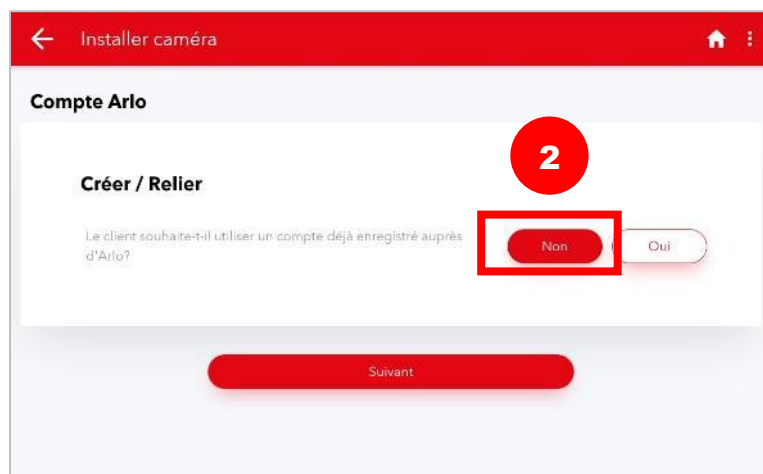 Installer caméra
Compte Arlo
2
Créer / Relier
Le client souhaite-t-il utiliser un compte déjà enregistré auprès
d'Arlo?
Non
Oui
Suivant